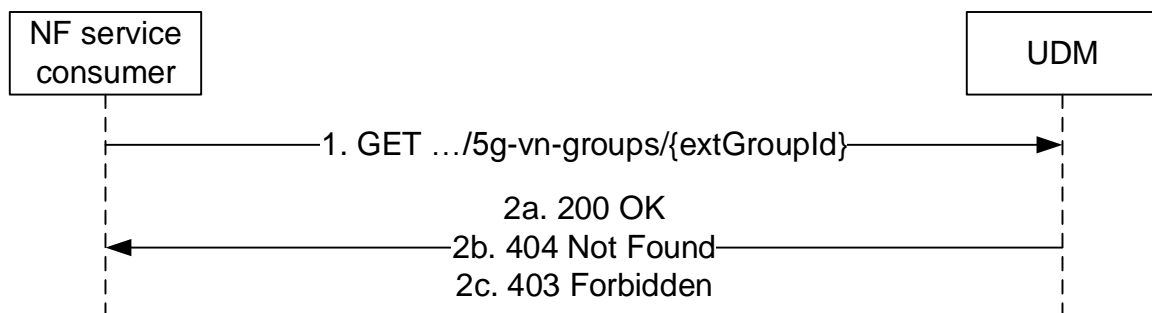 NF service
consumer
UDM
1. GET …/5g-vn-groups/{extGroupId}
2a. 200 OK
2b. 404 Not Found
2c. 403 Forbidden